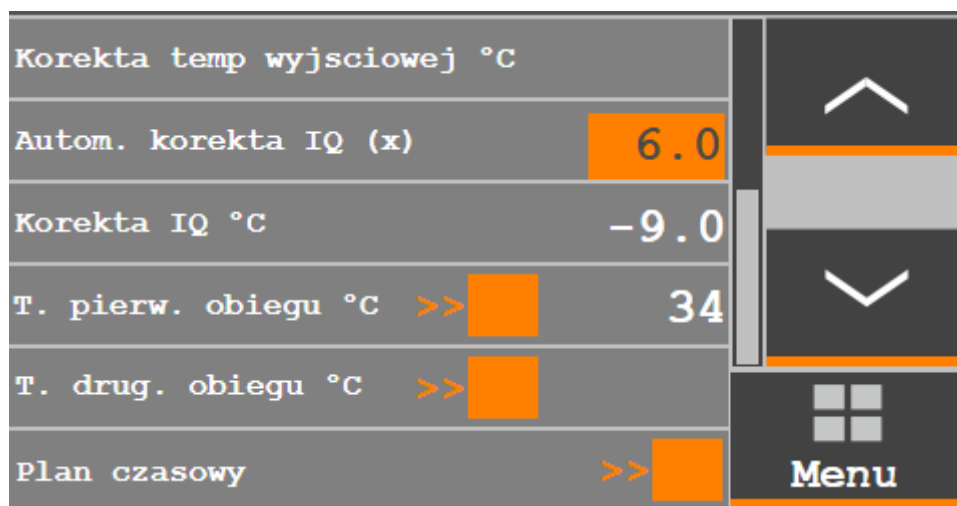 Korekta temp wyjsciowej °C
Autom. korekta IQ (x) 6.0
Korekta IQ °C -9.0
T. pierw. obiegu °C >> 34
T. drug. obiegu °C >>
Plan czasowy >>
Menu